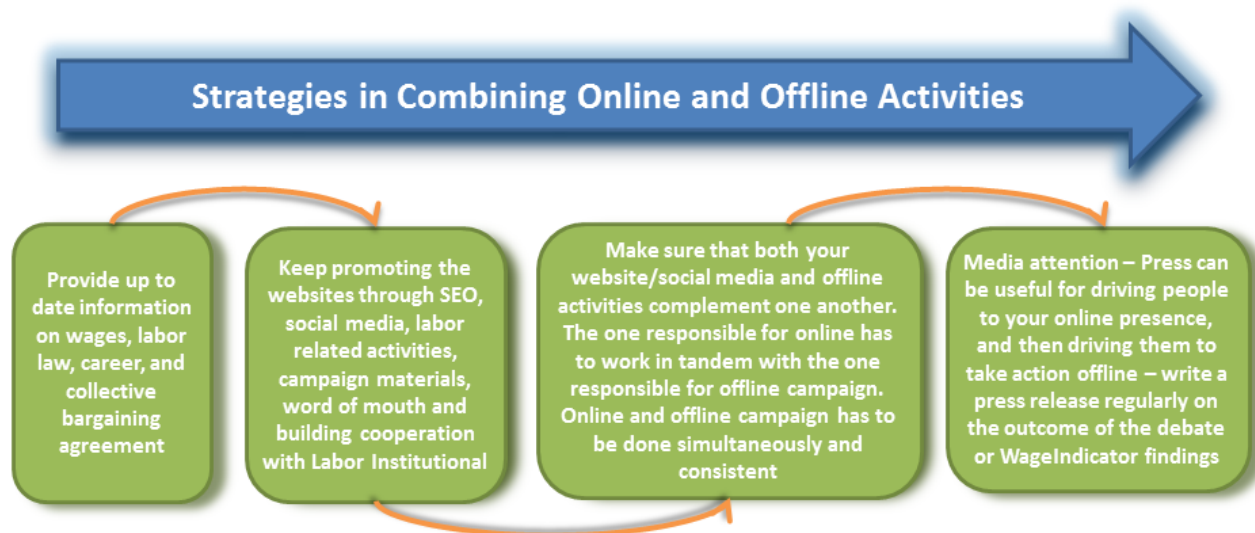 Strategies in Combining Online and Offline Activities
Provide up to
date information
on wages, labor
law, career, and
collective
bargaining
agreement
Keep promoting the
websites through SEO,
social media, labor
related activities,
campaign materials,
word of mouth and
building cooperation
with Labor Institutional
Make sure that both your
website/social media and offline
activities complement one another.
The one responsible for online has
to work in tandem with the one
responsible for offline campaign.
Online and offline campaign has to
be done simultaneously and
consistent
Media attention – Press can
be useful for driving people
to your online presence,
and then driving them to
take action offline – write a
press release regularly on
the outcome of the debate
or WageIndicator findings